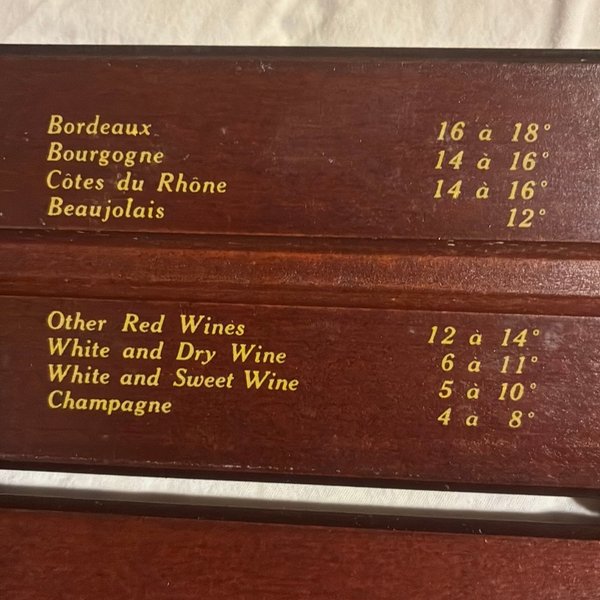 Bordeaux 16 à 18°
Bourgogne 14 à 16°
Côtes du Rhône 14 à 16°
Beaujolais 12°
Other Red Wines 12 à 14°
White and Dry Wine 6 à 11°
White and Sweet Wine 5 à 10°
Champagne 4 à 8°